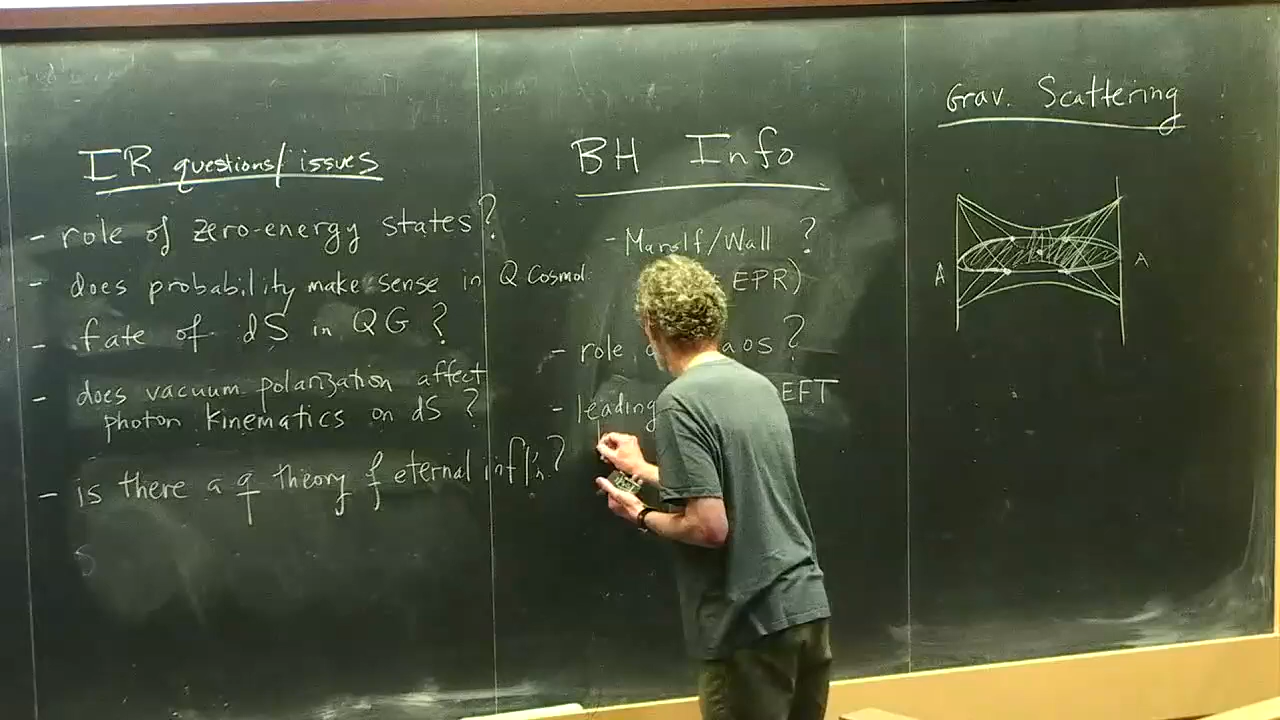 IR questions/issues
- role of zero-energy states?
- does probability make sense in Q Cosmol.
- fate of dS in QG?
- does vacuum polarization affect
photon kinematics on dS?
- is there a q theory of eternal infl'n?
BH Info
- Marolf/Wall ?
EPR)
- role
?
- leading
EFT
Grav. Scattering
A
A